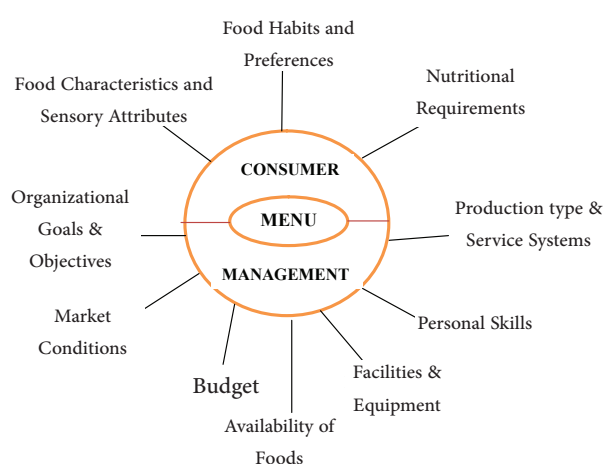 Food Habits and
Preferences
Food Characteristics and
Sensory Attributes
Nutritional
Requirements
CONSUMER
MENU
MANAGEMENT
Organizational
Goals &
Objectives
Production type &
Service Systems
Market
Conditions
Personal Skills
Budget
Facilities &
Equipment
Availability of
Foods